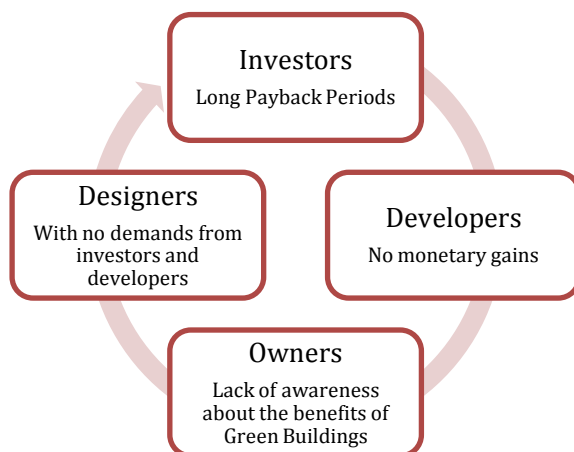 Investors
Long Payback Periods
Developers
No monetary gains
Owners
Lack of awareness
about the benefits of
Green Buildings
Designers
With no demands from
investors and
developers